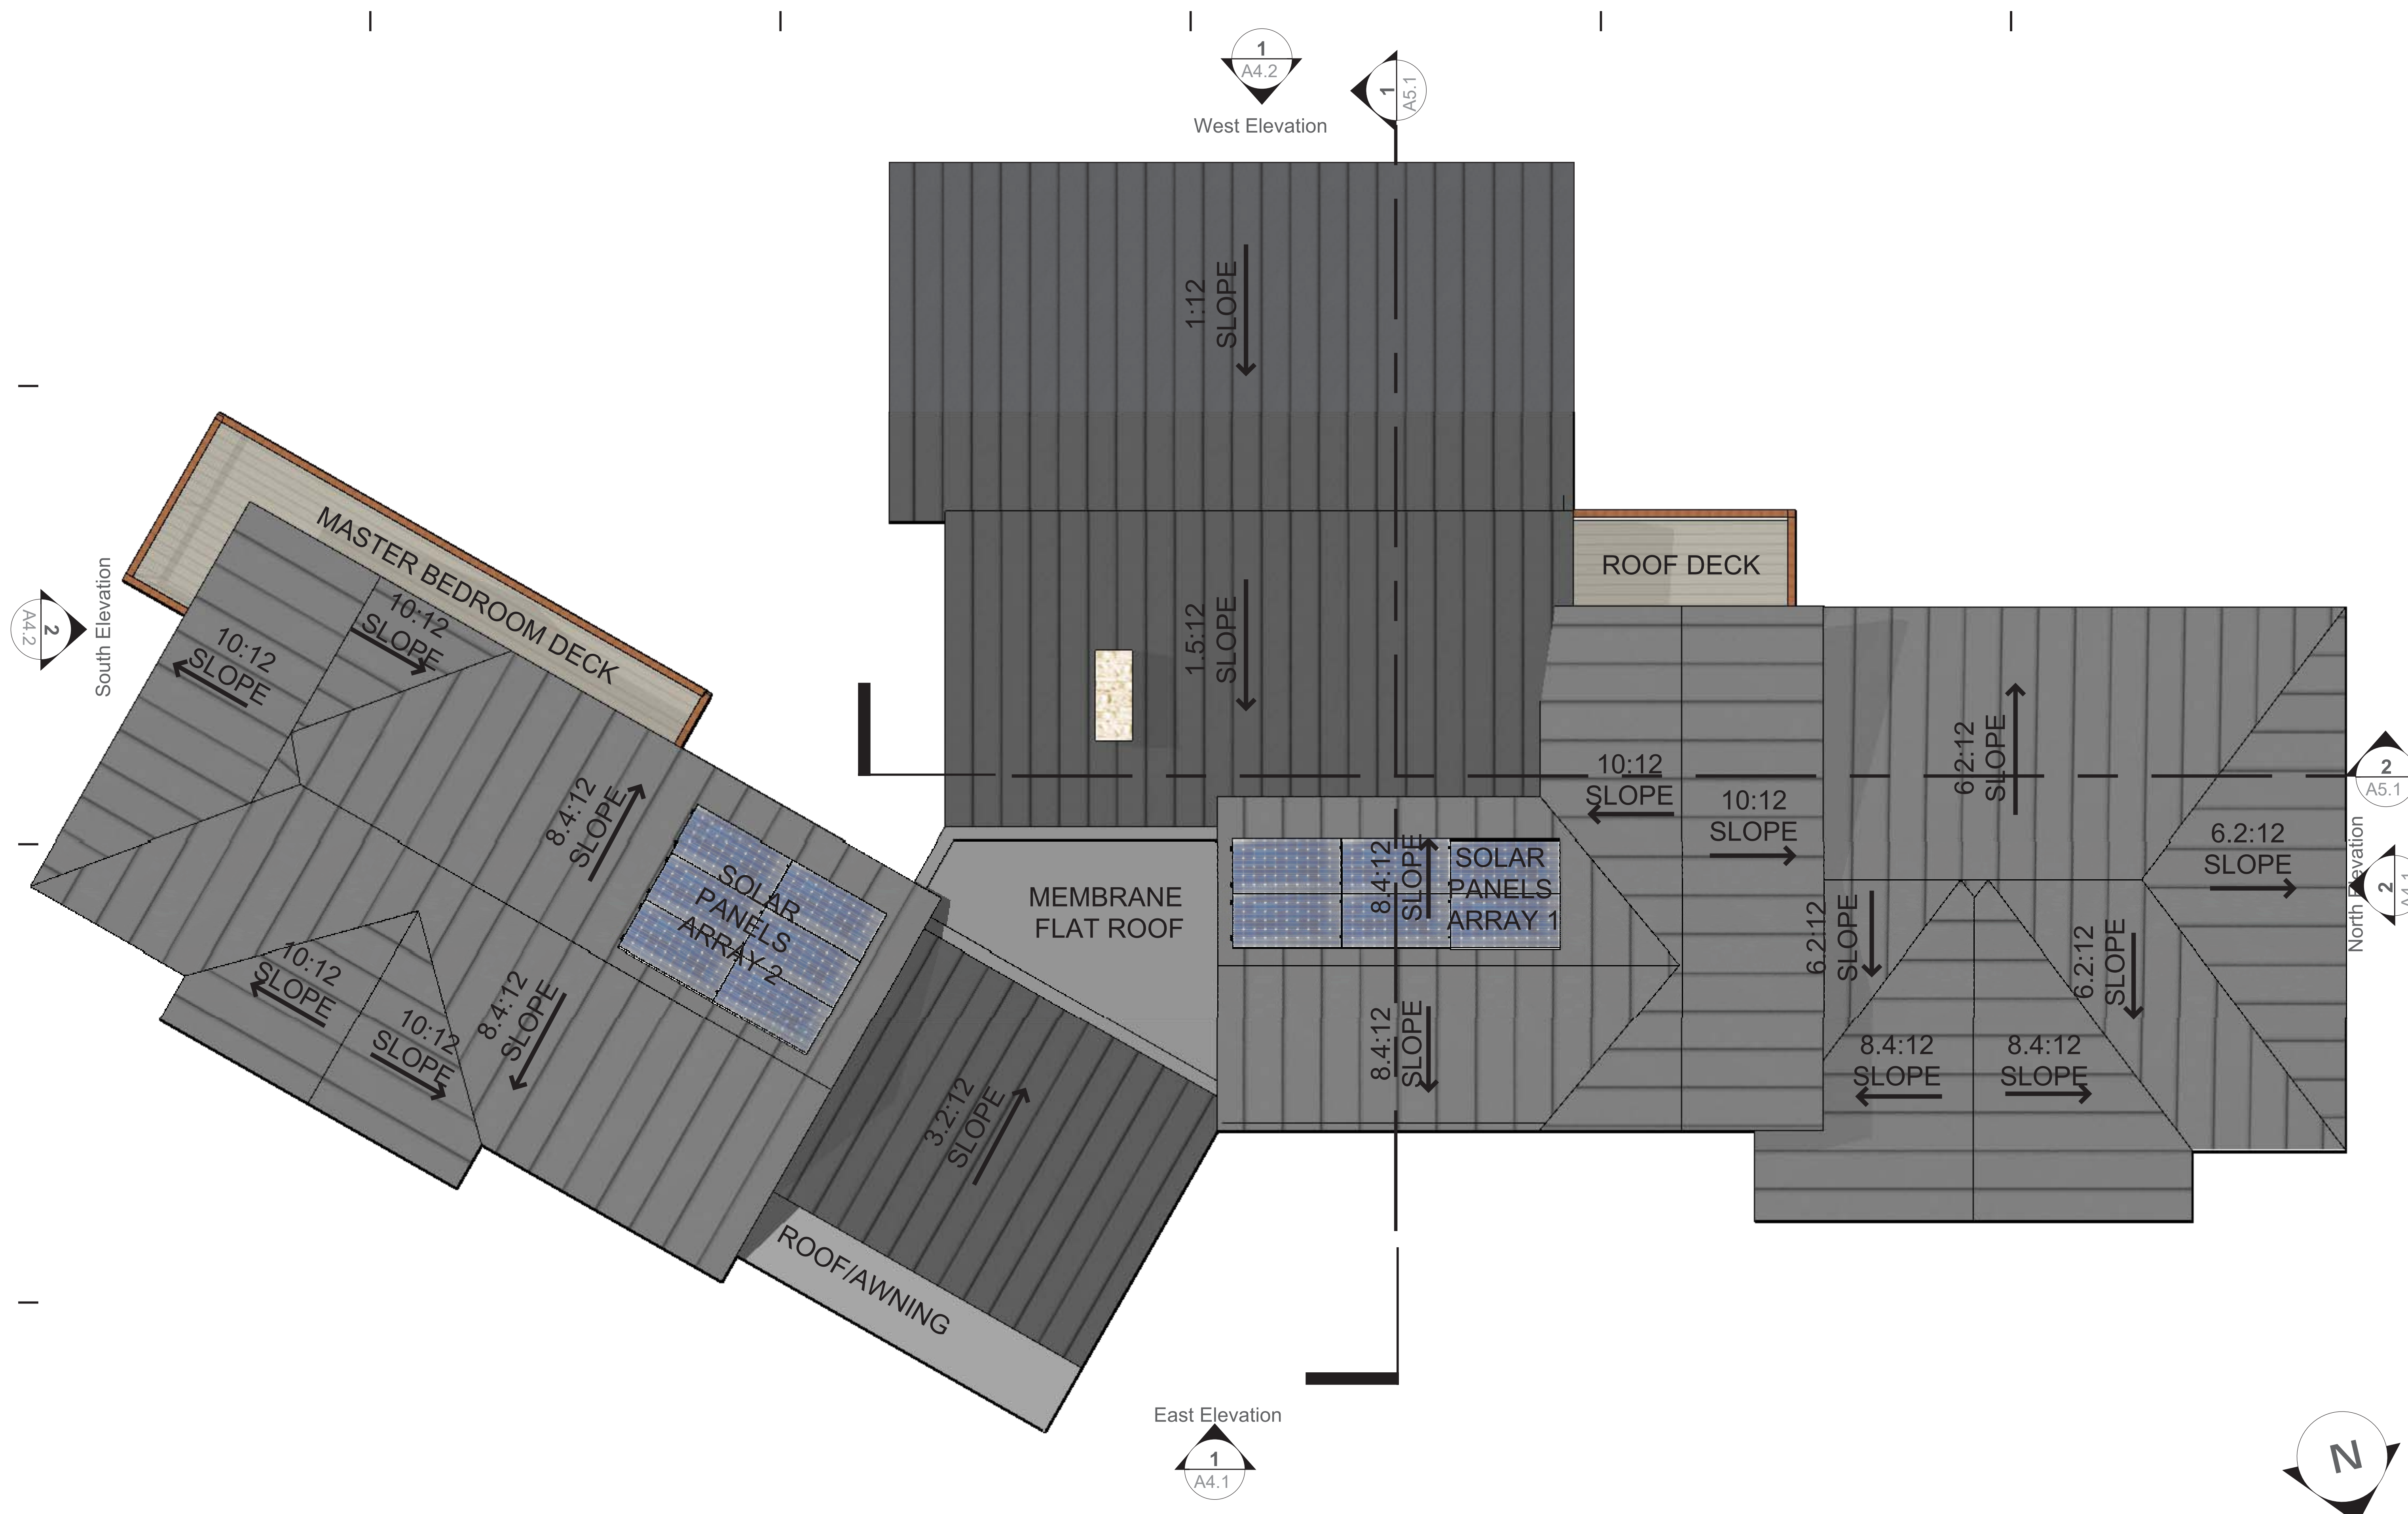 1
A4.2
West Elevation
1
A5.1
1:12
SLOPE
MASTER BEDROOM DECK
ROOF DECK
2
A4.2
South Elevation
10:12
SLOPE
10:12
SLOPE
1.5:12
SLOPE
8.4:12
SLOPE
SOLAR
PANELS
ARRAY 2
MEMBRANE
FLAT ROOF
8.4:12
SLOPE
SOLAR
PANELS
ARRAY 1
10:12
SLOPE
10:12
SLOPE
6.2:12
SLOPE
6.2:12
SLOPE
2
A5.1
North Elevation
2
A4.1
10:12
SLOPE
10:12
SLOPE
8.4:12
SLOPE
3.2:12
SLOPE
8.4:12
SLOPE
6.2:12
SLOPE
6.2:12
SLOPE
8.4:12
SLOPE
8.4:12
SLOPE
ROOF/AWNING
East Elevation
1
A4.1
N